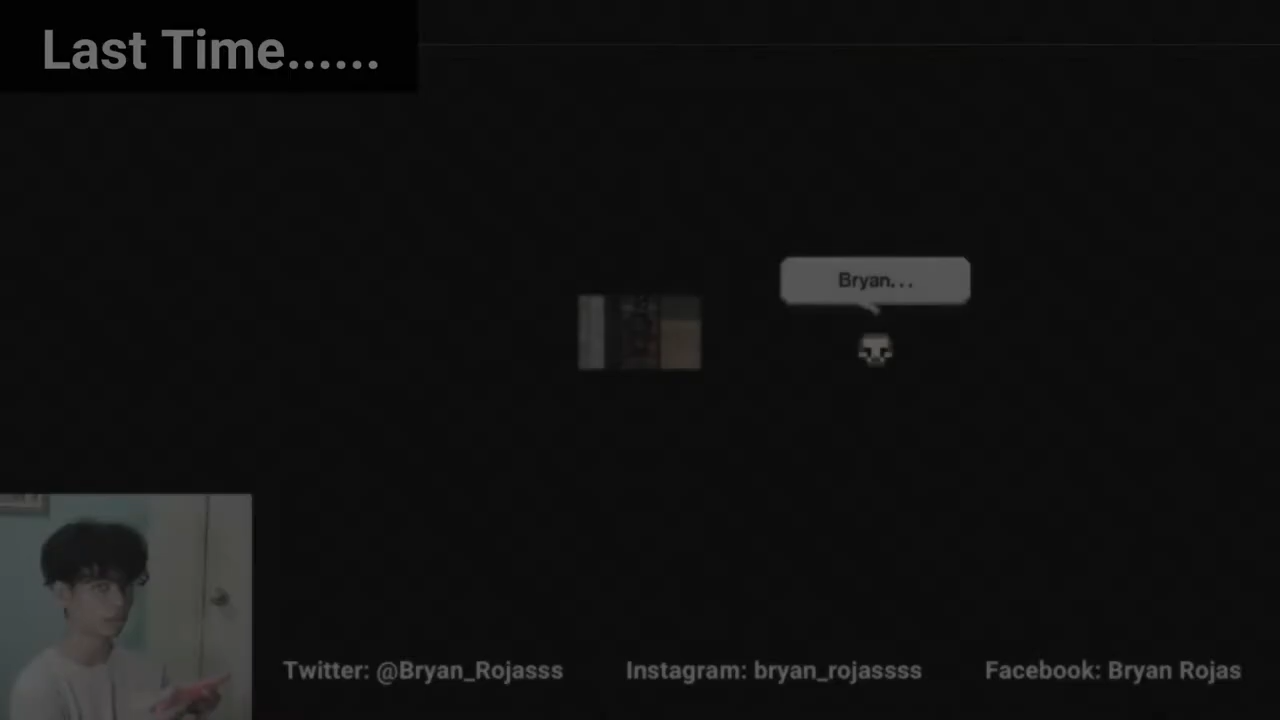 Last Time......
Bryan...
Twitter: @Bryan_Rojasss Instagram: bryan_rojassss Facebook: Bryan Rojas